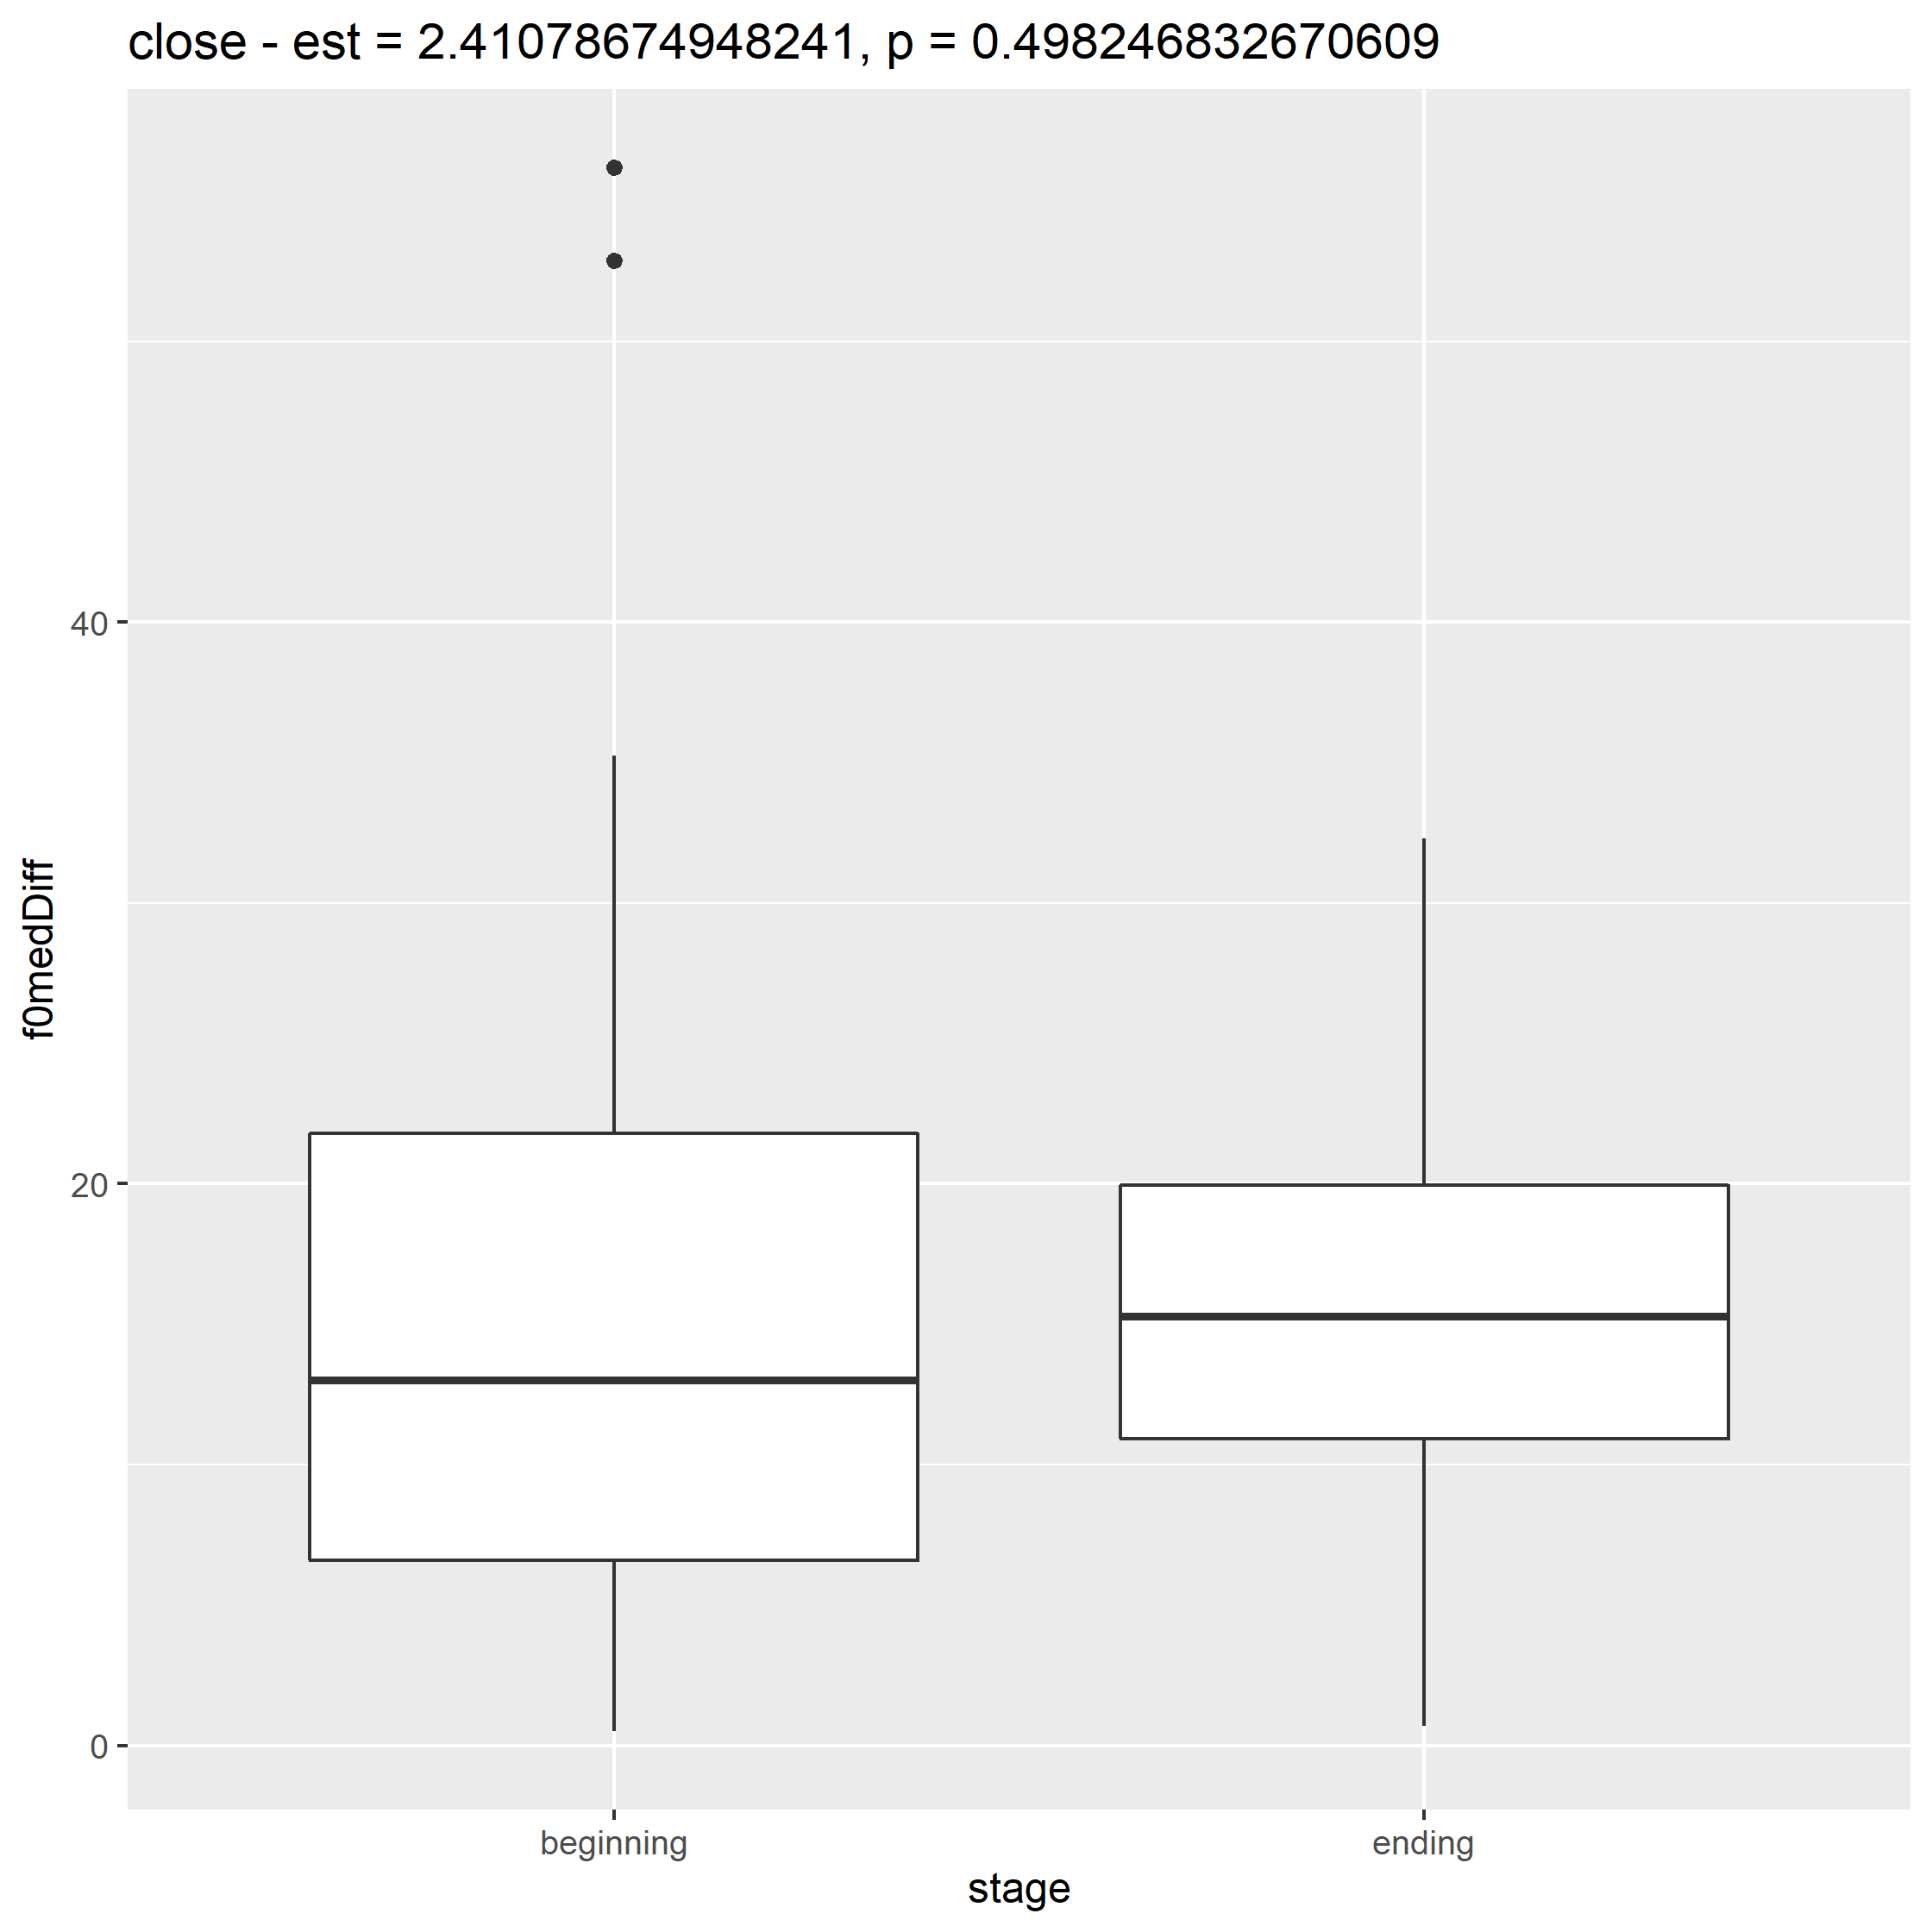 close - est = 2.41078674948241, p = 0.498246832670609
f0medDiff
40
20
0
beginning
ending
stage